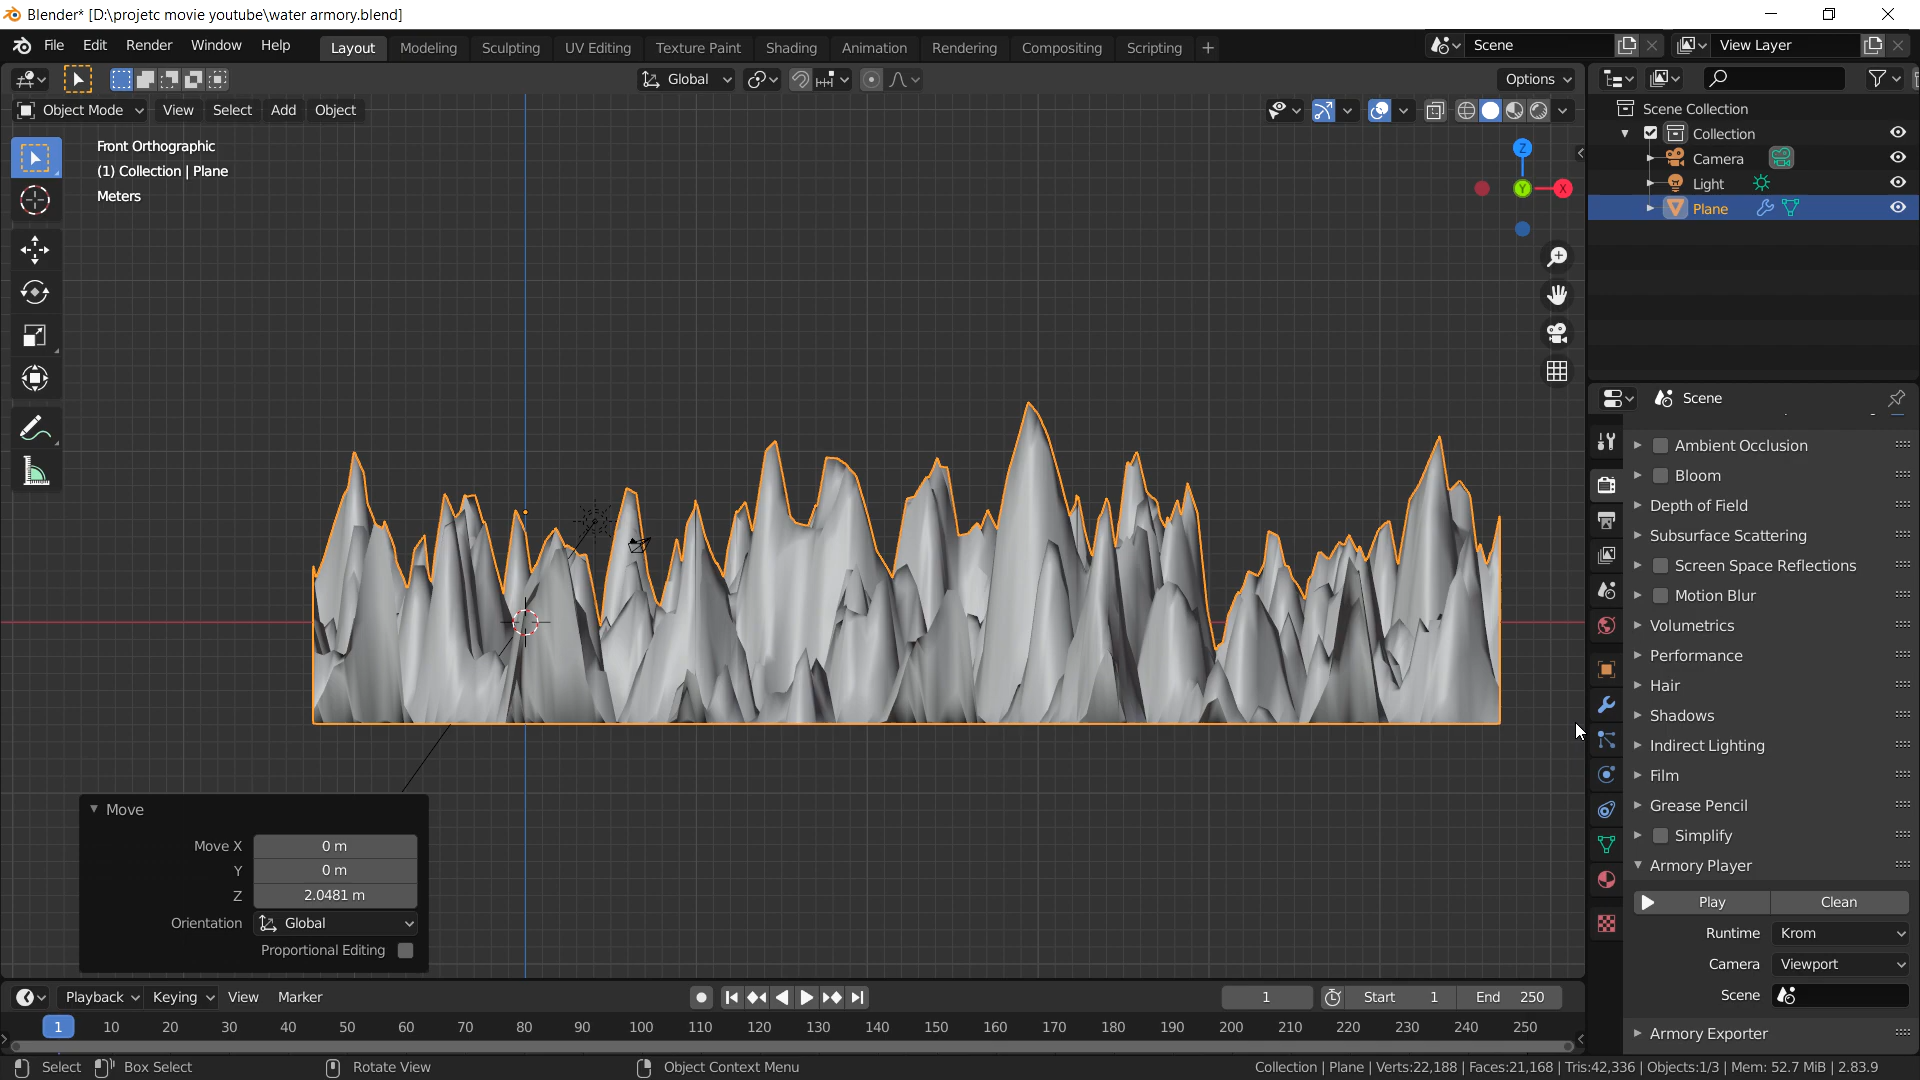 Blender* [D:\projetc movie youtube\water armory.blend]
File Edit Render Window Help Layout Modeling Sculpting UV Editing Texture Paint Shading Animation Rendering Compositing Scripting + Scene View Layer
Global Options
Object Mode View Select Add Object
Front Orthographic
(1) Collection | Plane
Meters
Z
Y
X
Scene Collection
Collection
Camera
Light
Plane
Scene
Ambient Occlusion
Bloom
Depth of Field
Subsurface Scattering
Screen Space Reflections
Motion Blur
Volumetrics
Performance
Hair
Shadows
Indirect Lighting
Film
Grease Pencil
Simplify
Armory Player
Play Clean
Runtime Krom
Camera Viewport
Scene
Armory Exporter
Move
Move X 0 m
Y 0 m
Z 2.0481 m
Orientation Global
Proportional Editing
Playback Keying View Marker 1 Start 1 End 250
1 10 20 30 40 50 60 70 80 90 100 110 120 130 140 150 160 170 180 190 200 210 220 230 240 250
Select Box Select Rotate View Object Context Menu Collection | Plane | Verts:22,188 | Faces:21,168 | Tris:42,336 | Objects:1/3 | Mem: 52.7 MiB | 2.83.9